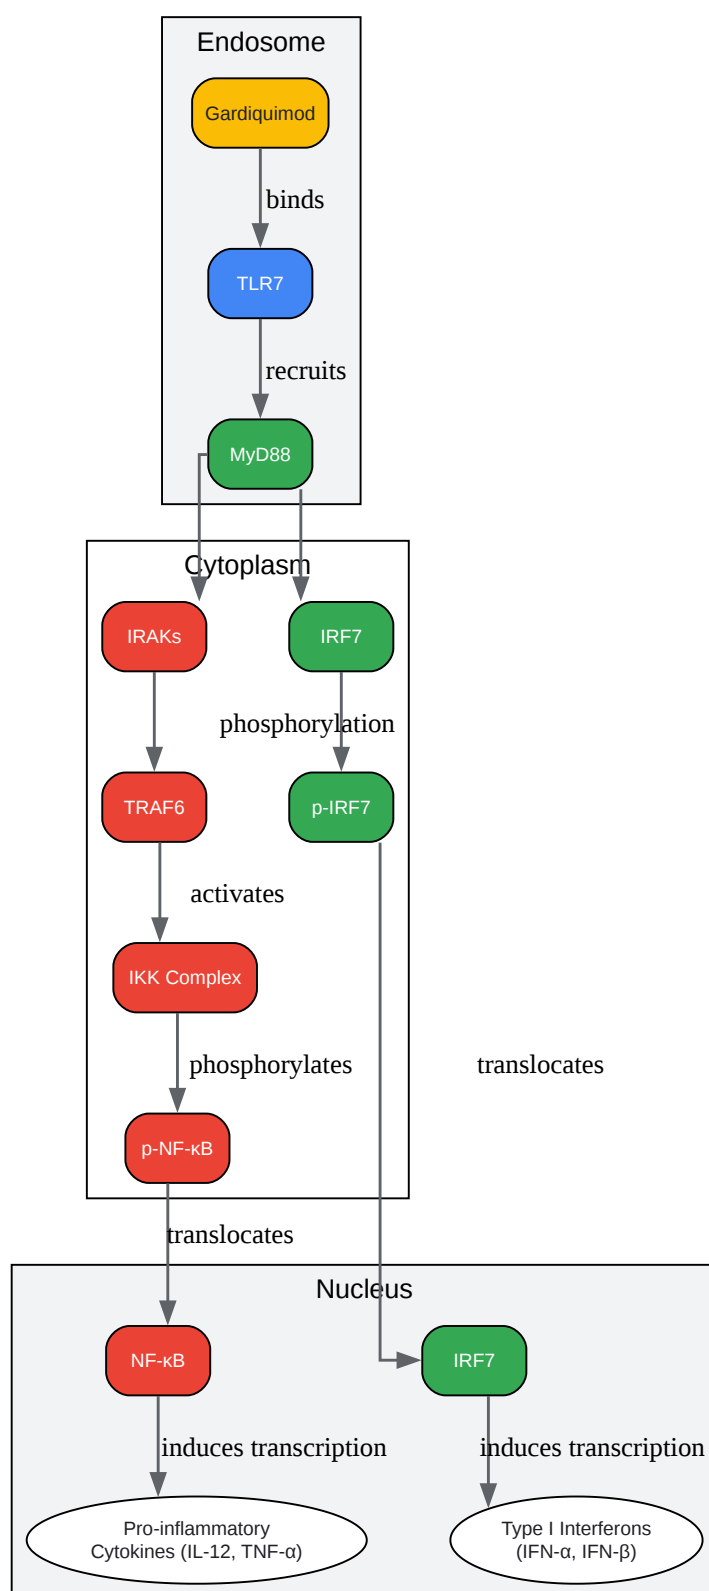 Endosome
Gardiquimod
binds
TLR7
recruits
MyD88
Cytoplasm
IRAKs
IRF7
phosphorylation
TRAF6
p-IRF7
activates
IKK Complex
phosphorylates
translocates
p-NF-κB
translocates
Nucleus
NF-κB
IRF7
induces transcription
induces transcription
Pro-inflammatory
Cytokines (IL-12, TNF-α)
Type I Interferons
(IFN-α, IFN-β)